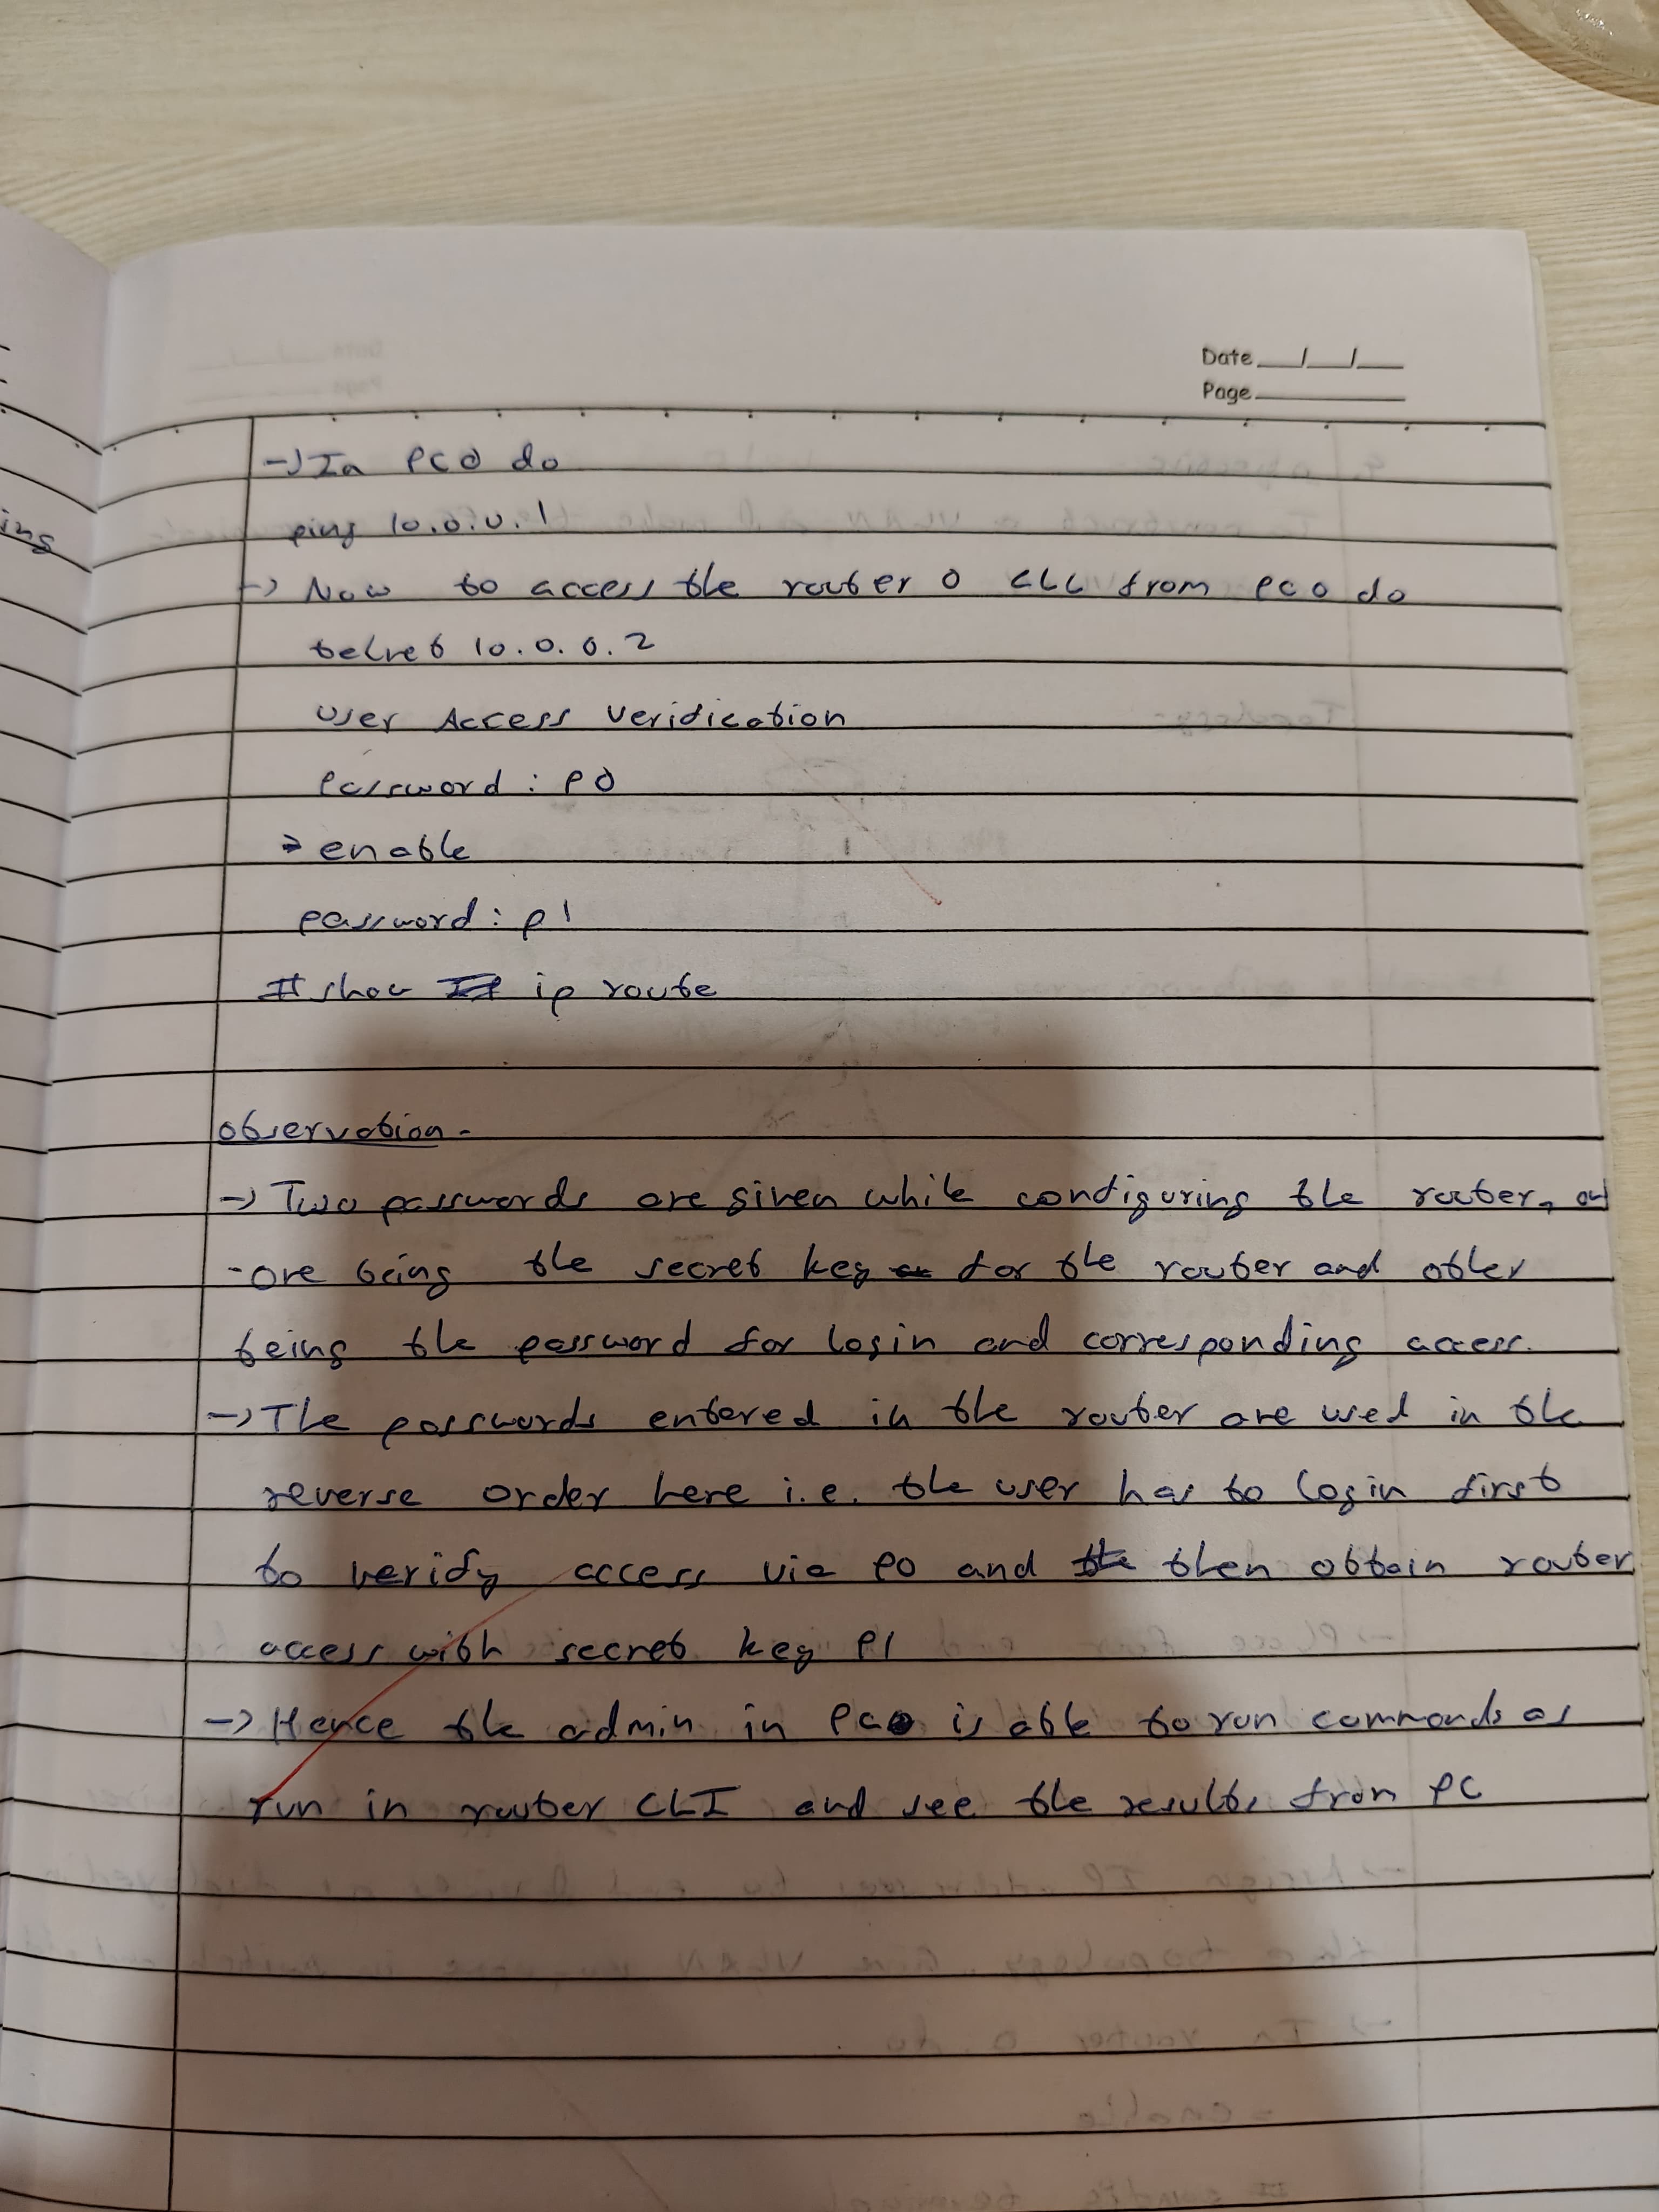 Date __/__/__
Page ______
ing
→ In PC0 do
ping 10.0.0.1
→ Now to access the router 0 CLI from PC0 do
telnet 10.0.0.2
User Access Verification
Password : P0
> enable
password : p1
# show ip route
Observation -
→ Two passwords are given while configuring the router,
- one being the secret key for the router and other
being the password for login and corresponding access.
→ The passwords entered in the router are used in the
reverse order here i.e. the user has to login first
to verify access via P0 and then obtain router
access with secret key P1
→ Hence the admin in PC0 is able to run commands as
run in router CLI and see the results from PC